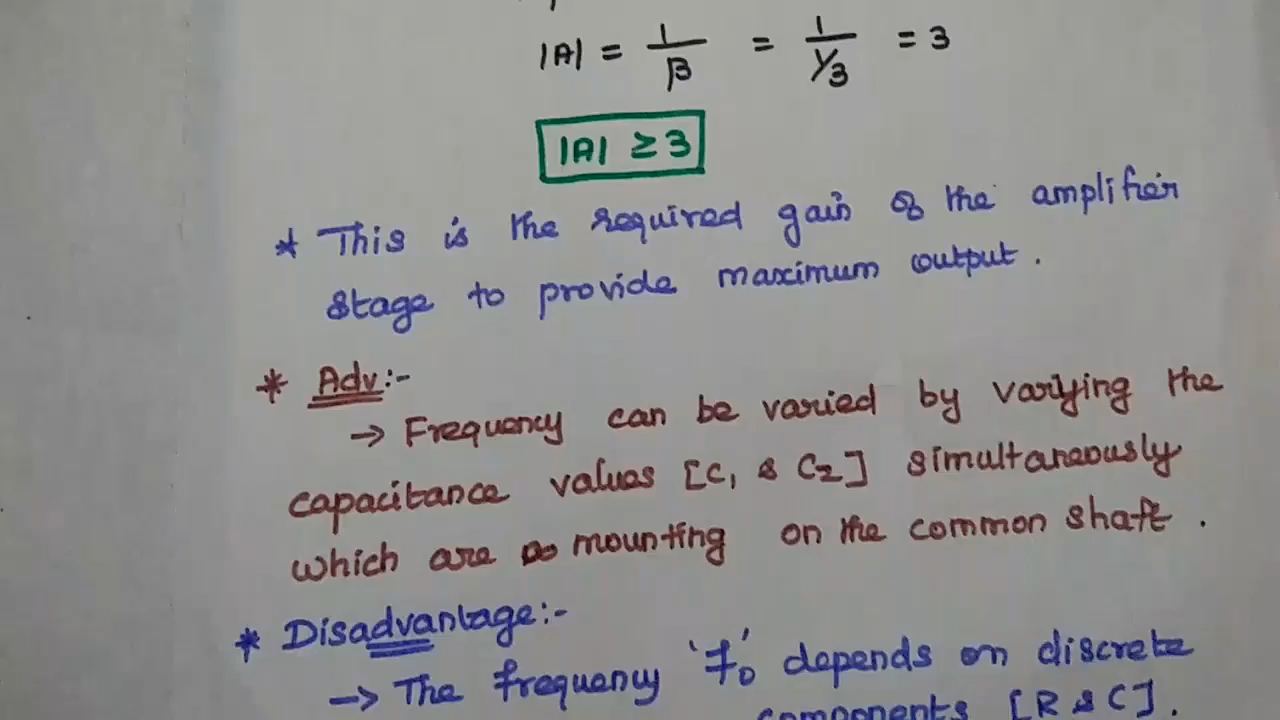 |A| = 1/β = 1/(1/3) = 3
|A| ≥ 3
* This is the required gain of the amplifier
stage to provide maximum output.
* Adv:-
→ Frequency can be varied by varying the
capacitance values [C₁ & C₂] simultaneously
which are mounting on the common shaft.
* Disadvantage:-
→ The frequency 'f₀' depends on discrete
components [R & C].